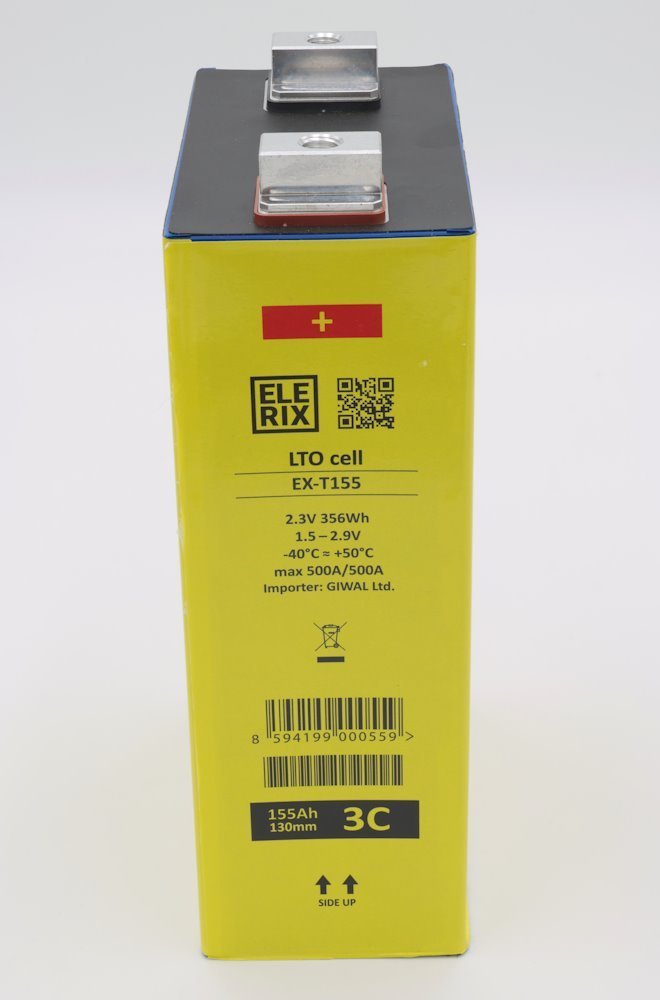 +
ELE
RIX
LTO cell
EX-T155
2.3V 356Wh
1.5 – 2.9V
-40°C ≈ +50°C
max 500A/500A
Importer: GIWAL Ltd.
8 594199 000559 >
155Ah
130mm
3C
SIDE UP